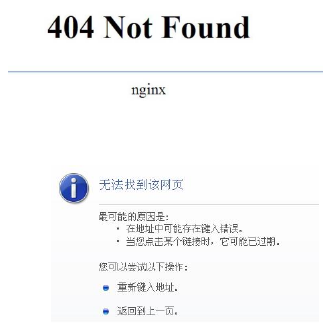 404 Not Found
nginx
无法找到该网页
最可能的原因是:
• 在地址中可能存在键入错误。
• 当您点击某个链接时，它可能已过期。
您可以尝试以下操作:
重新键入地址。
返回到上一页。